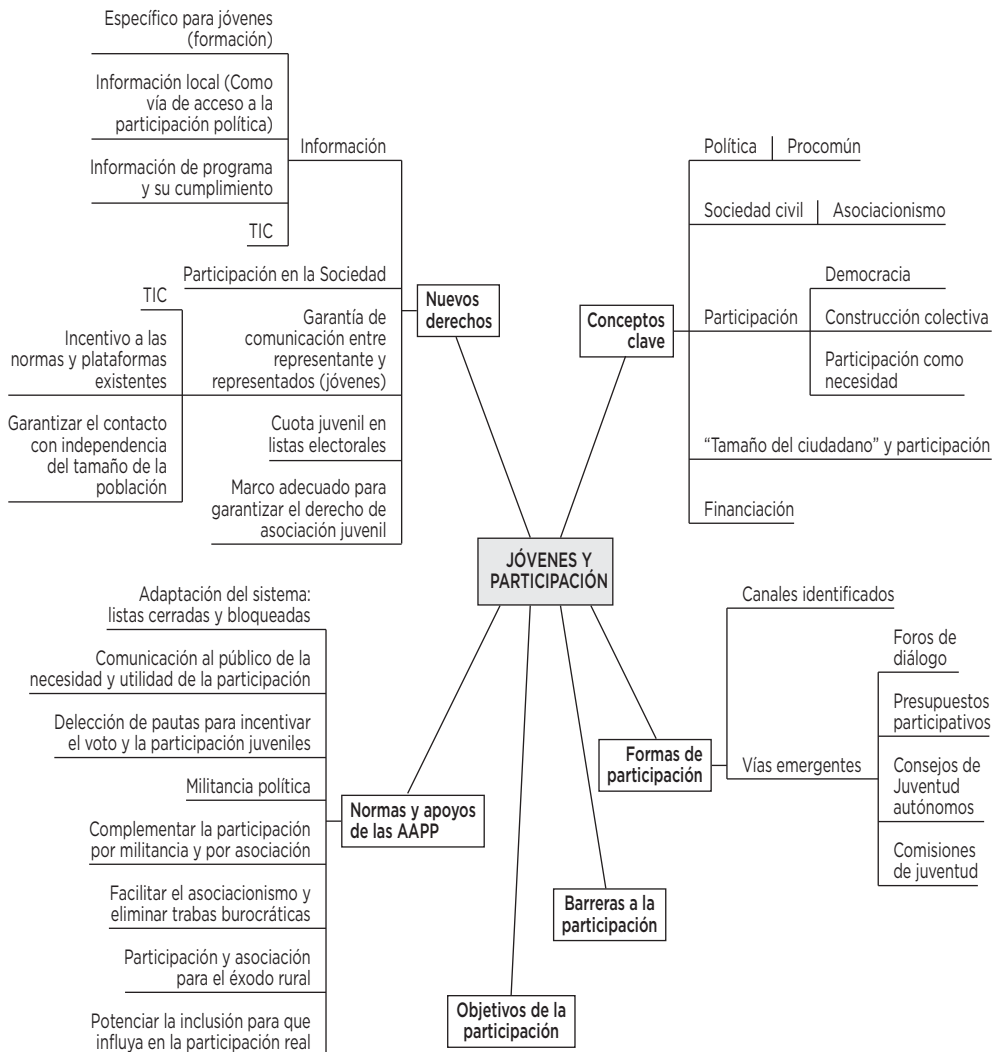 Específico para jóvenes
(formación)
Información local (Como
vía de acceso a la
participación política)
Información de programa
y su cumplimiento
TIC
Información
Participación en la Sociedad
TIC
Incentivo a las
normas y plataformas
existentes
Garantizar el contacto
con independencia
del tamaño de la
población
Garantía de
comunicación entre
representante y
representados (jóvenes)
Cuota juvenil en
listas electorales
Marco adecuado para
garantizar el derecho de
asociación juvenil
Nuevos
derechos
Conceptos
clave
Política
Procomún
Sociedad civil
Asociacionismo
Participación
Democracia
Construcción colectiva
Participación como
necesidad
“Tamaño del ciudadano” y participación
Financiación
JÓVENES Y
PARTICIPACIÓN
Adaptación del sistema:
listas cerradas y bloqueadas
Comunicación al público de la
necesidad y utilidad de la participación
Delección de pautas para incentivar
el voto y la participación juveniles
Militancia política
Complementar la participación
por militancia y por asociación
Facilitar el asociacionismo y
eliminar trabas burocráticas
Participación y asociación
para el éxodo rural
Potenciar la inclusión para que
influya en la participación real
Normas y apoyos
de las AAPP
Objetivos de la
participación
Barreras a la
participación
Formas de
participación
Canales identificados
Vías emergentes
Foros de
diálogo
Presupuestos
participativos
Consejos de
Juventud
autónomos
Comisiones
de juventud